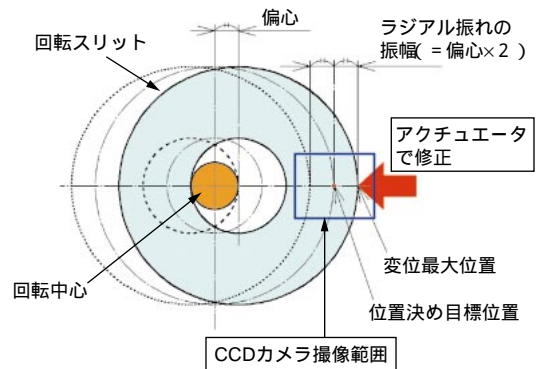 偏心
回転スリット
ラジアル振れの
振幅( = 偏心×2 )
アクチュエータ
で修正
変位最大位置
位置決め目標位置
回転中心
CCDカメラ撮像範囲